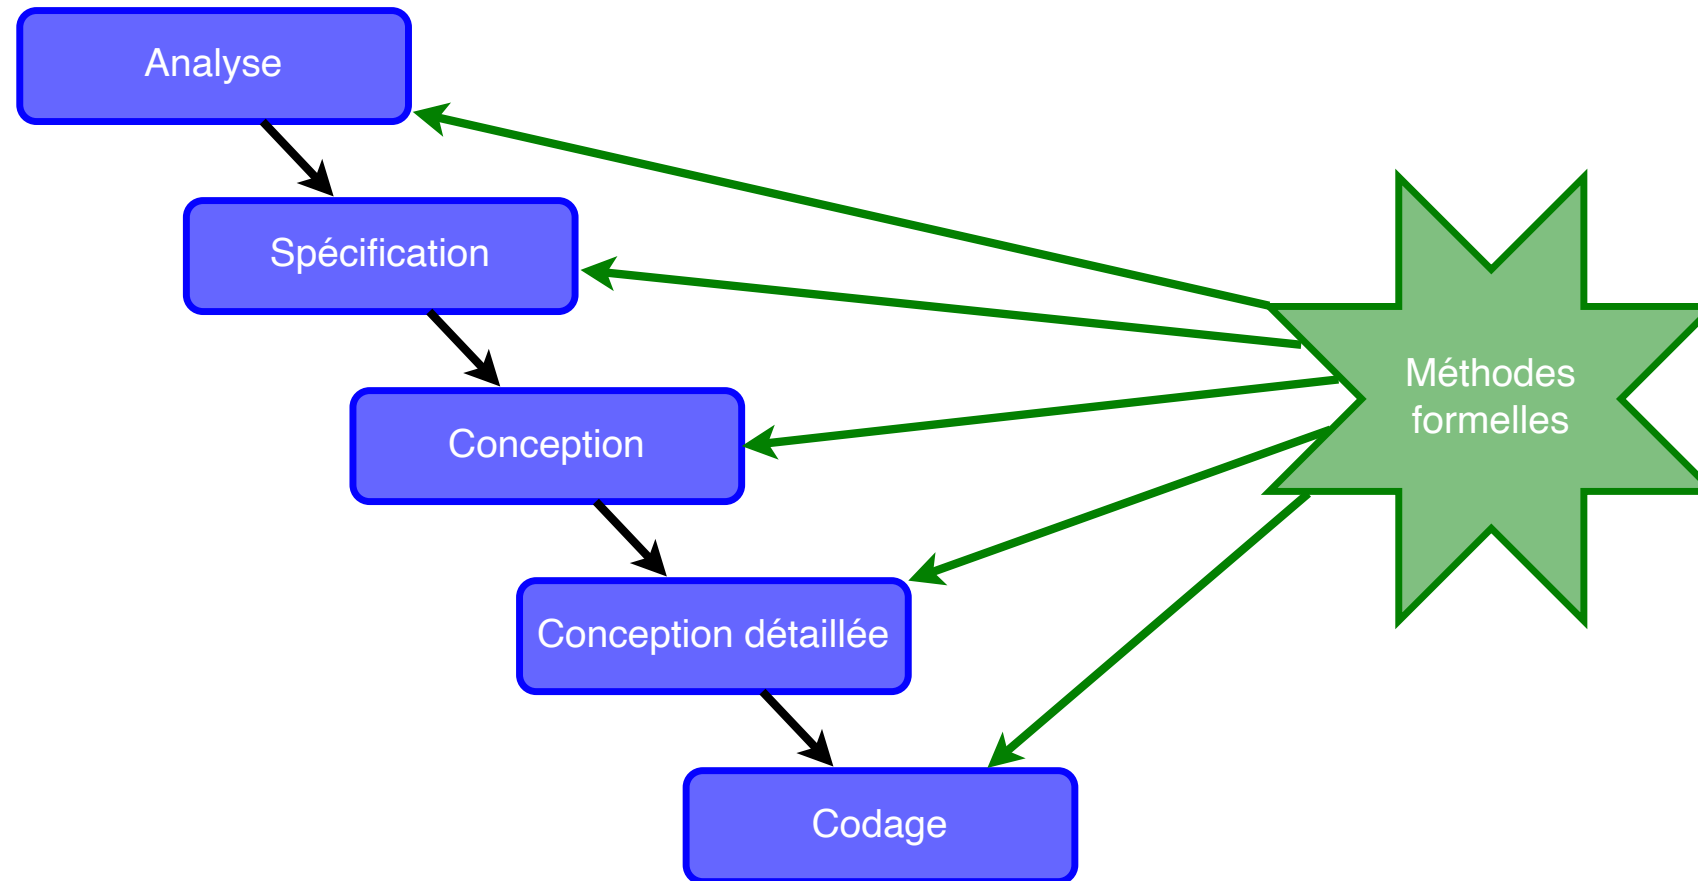 Analyse
Spécification
Conception
Conception détaillée
Codage
Méthodes
formelles